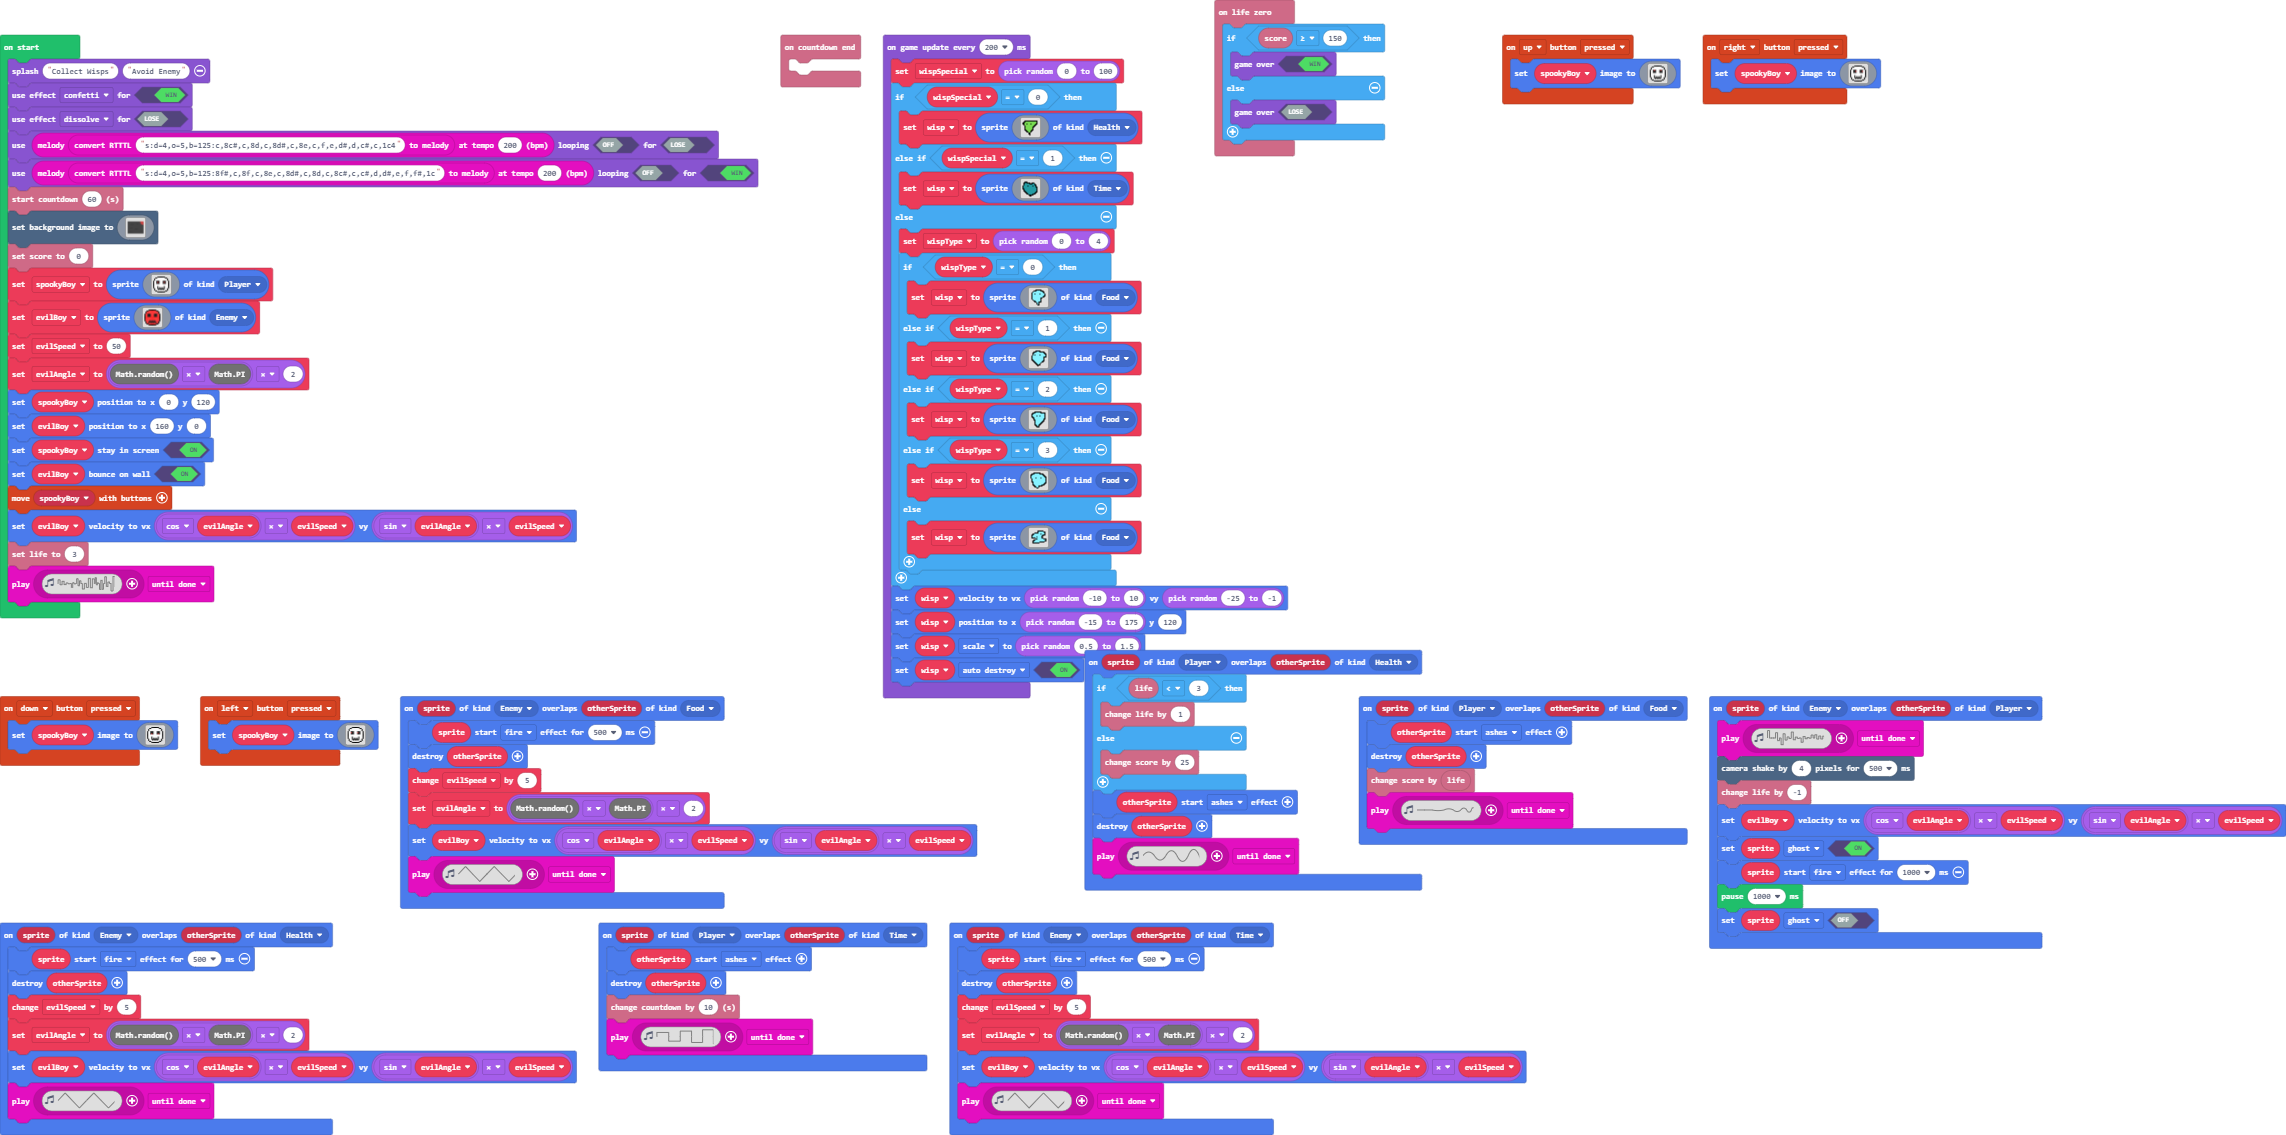 on start
splash "Collect Wisps" "Avoid Enemy"
use effect confetti for WIN
use effect dissolve for LOSE
use melody convert RTTTL "s:d=4,o=5,b=125:c,8c#,c,8d,c,8d#,c,8e,c,f,e,d#,d,c#,c,1c4" to melody at tempo 200 (bpm) looping OFF for LOSE
use melody convert RTTTL "s:d=4,o=5,b=125:8f#,c,8f,c,8e,c,8d#,c,8d,c,8c#,c,c#,d,d#,e,f,f#,1c" to melody at tempo 200 (bpm) looping OFF for WIN
start countdown 60 (s)
set background image to
set score to 0
set spookyBoy to sprite of kind Player
set evilBoy to sprite of kind Enemy
set evilSpeed to 50
set evilAngle to Math.random() × Math.PI × 2
set spookyBoy position to x 0 y 120
set evilBoy position to x 160 y 0
set spookyBoy stay in screen ON
set evilBoy bounce on wall ON
move spookyBoy with buttons
set evilBoy velocity to vx cos evilAngle × evilSpeed vy sin evilAngle × evilSpeed
set life to 3
play until done
on countdown end
on game update every 200 ms
set wispSpecial to pick random 0 to 100
if wispSpecial = 0 then
set wisp to sprite of kind Health
else if wispSpecial = 1 then
set wisp to sprite of kind Time
else
set wispType to pick random 0 to 4
if wispType = 0 then
set wisp to sprite of kind Food
else if wispType = 1 then
set wisp to sprite of kind Food
else if wispType = 2 then
set wisp to sprite of kind Food
else if wispType = 3 then
set wisp to sprite of kind Food
else
set wisp to sprite of kind Food
set wisp velocity to vx pick random -10 to 10 vy pick random -25 to -1
set wisp position to x pick random -15 to 175 y 120
set wisp scale to pick random 0.5 to 1.5
set wisp auto destroy ON
on life zero
if score ≥ 150 then
game over WIN
else
game over LOSE
on up button pressed
set spookyBoy image to
on right button pressed
set spookyBoy image to
on down button pressed
set spookyBoy image to
on left button pressed
set spookyBoy image to
on sprite of kind Enemy overlaps otherSprite of kind Food
sprite start fire effect for 500 ms
destroy otherSprite
change evilSpeed by 5
set evilAngle to Math.random() × Math.PI × 2
set evilBoy velocity to vx cos evilAngle × evilSpeed vy sin evilAngle × evilSpeed
play until done
on sprite of kind Player overlaps otherSprite of kind Health
if life < 3 then
change life by 1
else
change score by 25
otherSprite start ashes effect
destroy otherSprite
play until done
on sprite of kind Player overlaps otherSprite of kind Food
otherSprite start ashes effect
destroy otherSprite
change score by life
play until done
on sprite of kind Enemy overlaps otherSprite of kind Player
play until done
camera shake by 4 pixels for 500 ms
change life by -1
set evilBoy velocity to vx cos evilAngle × evilSpeed vy sin evilAngle × evilSpeed
set sprite ghost ON
sprite start fire effect for 1000 ms
pause 1000 ms
set sprite ghost OFF
on sprite of kind Enemy overlaps otherSprite of kind Health
sprite start fire effect for 500 ms
destroy otherSprite
change evilSpeed by 5
set evilAngle to Math.random() × Math.PI × 2
set evilBoy velocity to vx cos evilAngle × evilSpeed vy sin evilAngle × evilSpeed
play until done
on sprite of kind Player overlaps otherSprite of kind Time
otherSprite start ashes effect
destroy otherSprite
change countdown by 10 (s)
play until done
on sprite of kind Enemy overlaps otherSprite of kind Time
sprite start fire effect for 500 ms
destroy otherSprite
change evilSpeed by 5
set evilAngle to Math.random() × Math.PI × 2
set evilBoy velocity to vx cos evilAngle × evilSpeed vy sin evilAngle × evilSpeed
play until done